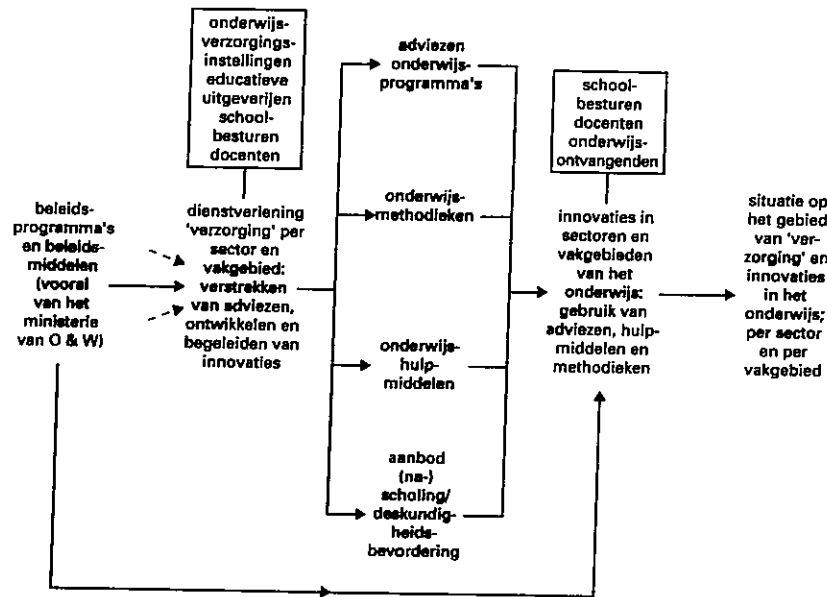 onderwijs-
verzorgings-
instellingen
educatieve
uitgeverijen
school-
besturen
docenten
adviezen
onderwijs-
programma's
school-
besturen
docenten
onderwijs-
ontvangenden
beleids-
programma's
en beleids-
middelen
(vooral
van het
ministerie
van O & W)
dienstverlening
'verzorging' per
sector en
vakgebied:
verstrekken
van adviezen,
ontwikkelen en
begeleiden van
innovaties
onderwijs-
methodieken
onderwijs-
hulp-
middelen
aanbod
(na-)
scholing/
deskundig-
heids-
bevordering
innovaties in
sectoren en
vakgebieden
van het
onderwijs:
gebruik van
adviezen, hulp-
middelen en
methodieken
situatie op
het gebied
van 'ver-
zorging' en
innovaties
in het
onderwijs;
per sector
en per
vakgebied